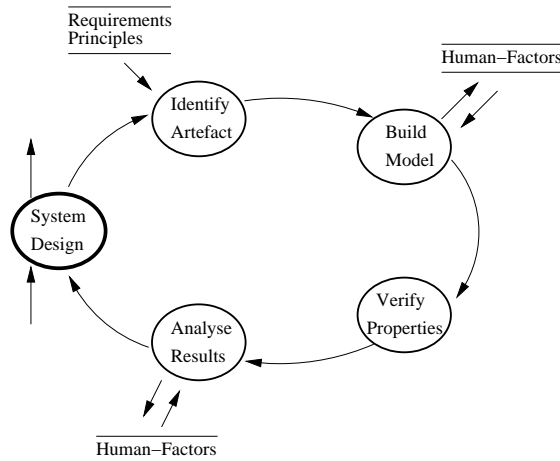 Requirements
Principles
Human−Factors
Identify
Artefact
Build
Model
System
Design
Verify
Properties
Analyse
Results
Human−Factors